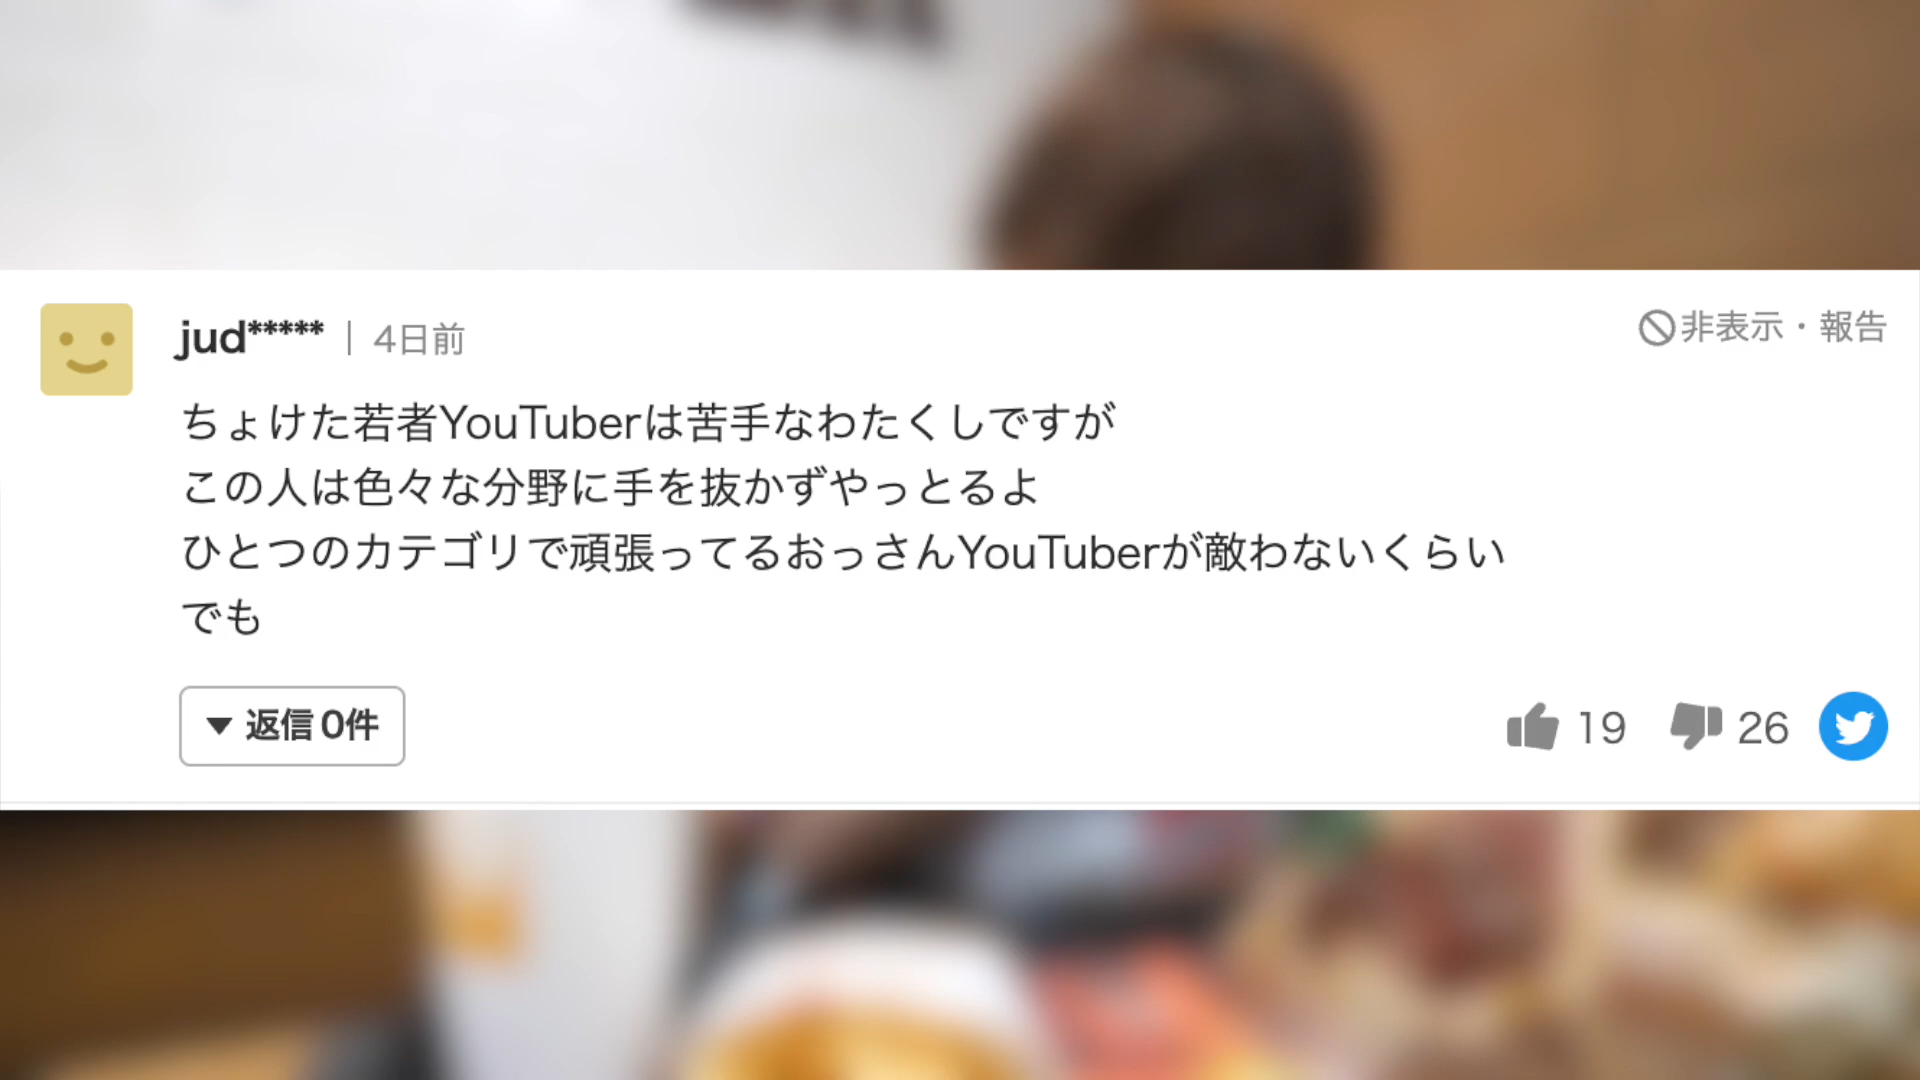 jud***** | 4日前
非表示・報告
ちょけた若者YouTuberは苦手なわたくしですが
この人は色々な分野に手を抜かずやっとるよ
ひとつのカテゴリで頑張ってるおっさんYouTuberが敵わないくらい
でも
返信0件
19 26